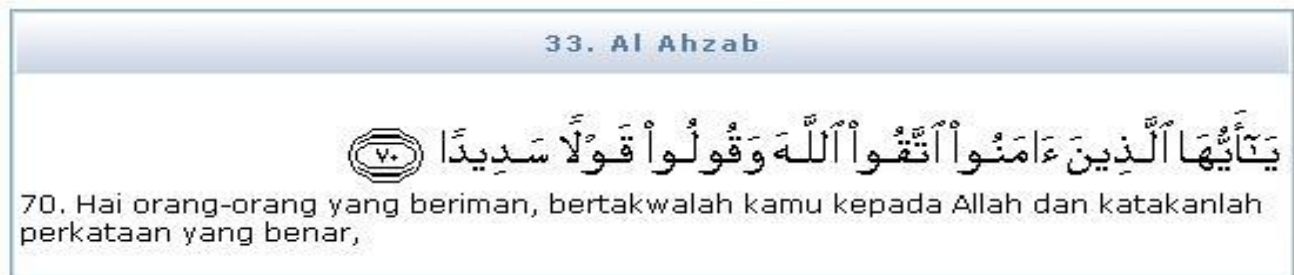 33. Al Ahzab
يَـٰٓأَيُّهَا ٱلَّذِينَ ءَامَنُواْ ٱتَّقُواْ ٱللَّهَ وَقُولُواْ قَوْلًا سَدِيدًا ٧٠
70. Hai orang-orang yang beriman, bertakwalah kamu kepada Allah dan katakanlah
perkataan yang benar,